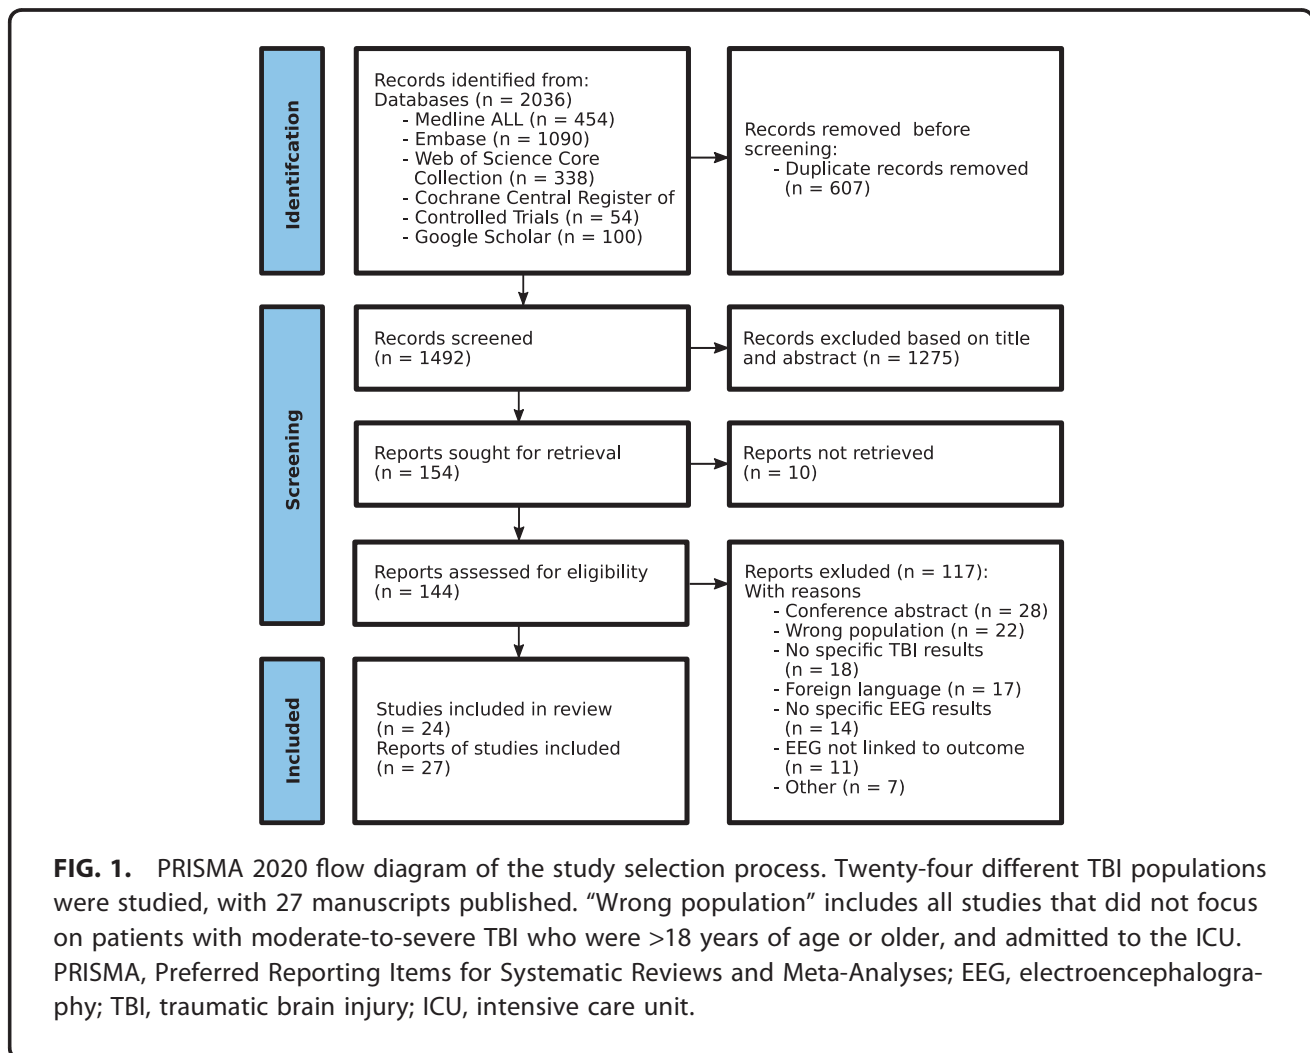 Identifcation
Records identified from:
Databases (n = 2036)
- Medline ALL (n = 454)
- Embase (n = 1090)
- Web of Science Core
Collection (n = 338)
- Cochrane Central Register of
- Controlled Trials (n = 54)
- Google Scholar (n = 100)
Records removed before
screening:
- Duplicate records removed
(n = 607)
Screening
Records screened
(n = 1492)
Records excluded based on title
and abstract (n = 1275)
Reports sought for retrieval
(n = 154)
Reports not retrieved
(n = 10)
Reports assessed for eligibility
(n = 144)
Reports exluded (n = 117):
With reasons
- Conference abstract (n = 28)
- Wrong population (n = 22)
- No specific TBI results
(n = 18)
- Foreign language (n = 17)
- No specific EEG results
(n = 14)
- EEG not linked to outcome
(n = 11)
- Other (n = 7)
Included
Studies included in review
(n = 24)
Reports of studies included
(n = 27)
FIG. 1. PRISMA 2020 flow diagram of the study selection process. Twenty-four different TBI populations
were studied, with 27 manuscripts published. “Wrong population” includes all studies that did not focus
on patients with moderate-to-severe TBI who were >18 years of age or older, and admitted to the ICU.
PRISMA, Preferred Reporting Items for Systematic Reviews and Meta-Analyses; EEG, electroencephalogra-
phy; TBI, traumatic brain injury; ICU, intensive care unit.